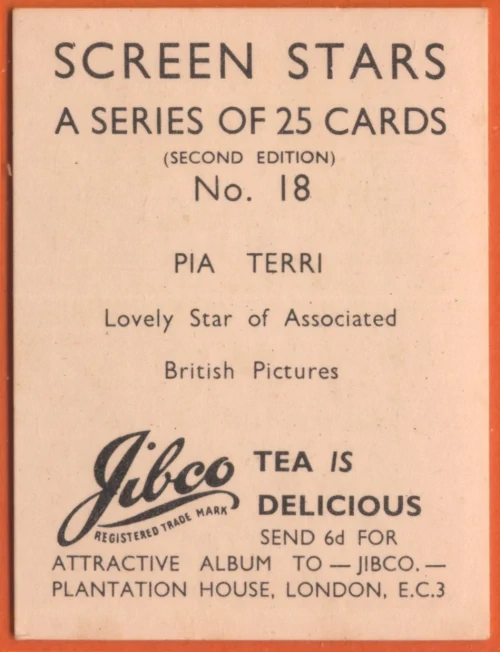 SCREEN STARS
A SERIES OF 25 CARDS
(SECOND EDITION)
No. 18
PIA TERRI
Lovely Star of Associated
British Pictures
Jibco
REGISTERED TRADE MARK
TEA IS
DELICIOUS
SEND 6d FOR
ATTRACTIVE ALBUM TO — JIBCO. —
PLANTATION HOUSE, LONDON, E.C.3